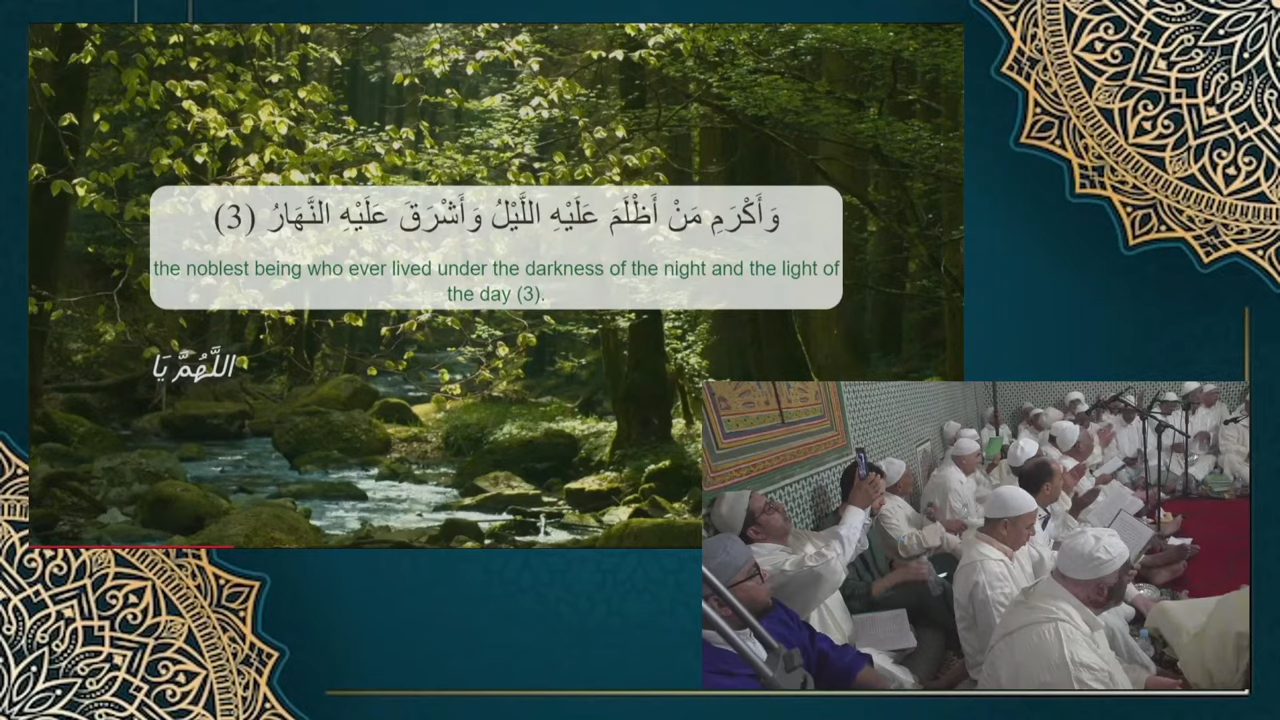 وَأَكْرَمِ مَنْ أَظْلَمَ عَلَيْهِ اللَّيْلُ وَأَشْرَقَ عَلَيْهِ النَّهَارُ (3)
the noblest being who ever lived under the darkness of the night and the light of
the day (3).
اللَّهُمَّ يَا